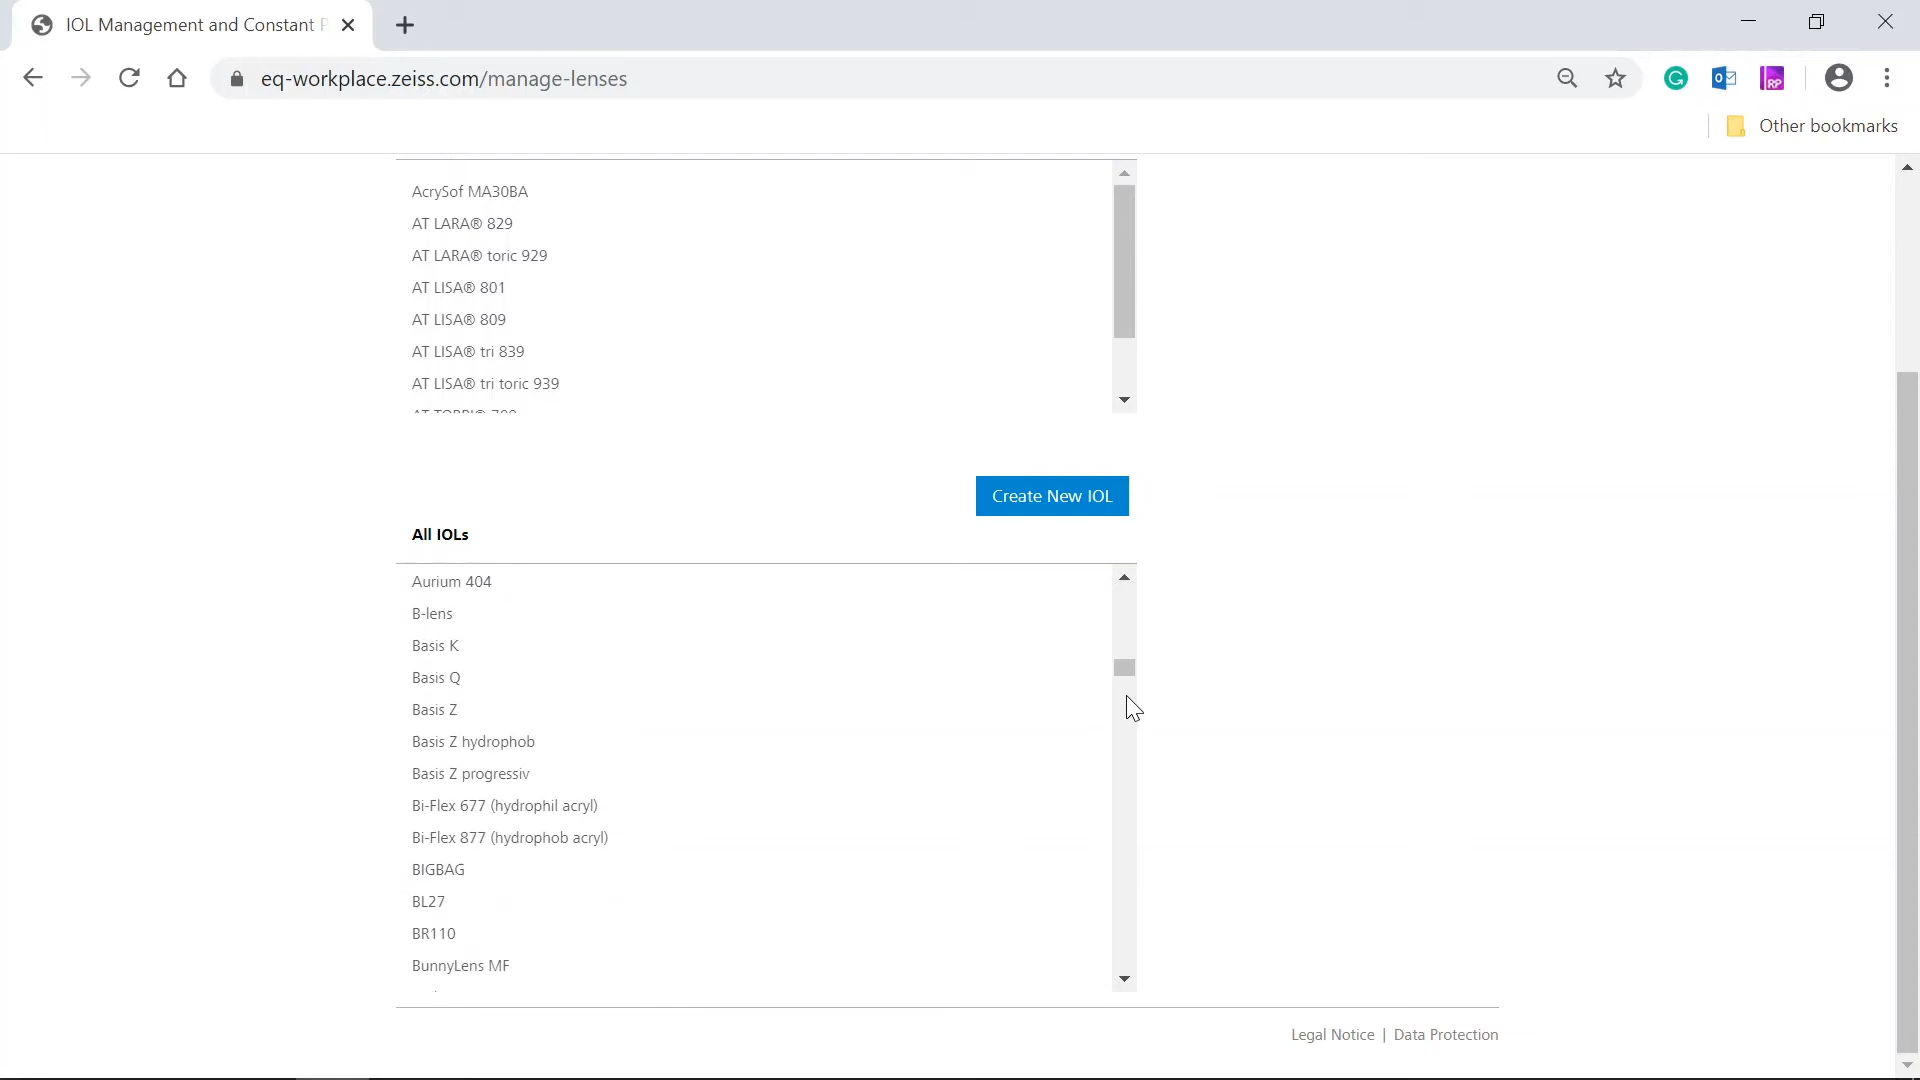 IOL Management and Constant P
eq-workplace.zeiss.com/manage-lenses
Other bookmarks
AcrySof MA30BA
AT LARA® 829
AT LARA® toric 929
AT LISA® 801
AT LISA® 809
AT LISA® tri 839
AT LISA® tri toric 939
Create New IOL
All IOLs
Aurium 404
B-lens
Basis K
Basis Q
Basis Z
Basis Z hydrophob
Basis Z progressiv
Bi-Flex 677 (hydrophil acryl)
Bi-Flex 877 (hydrophob acryl)
BIGBAG
BL27
BR110
BunnyLens MF
Legal Notice | Data Protection